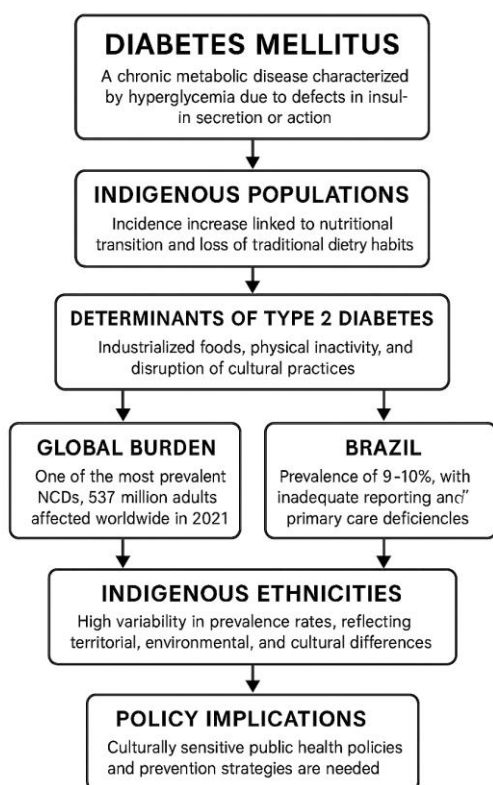 DIABETES MELLITUS
A chronic metabolic disease characterized
by hyperglycemia due to defects in insul-
in secretion or action
INDIGENOUS POPULATIONS
Incidence increase linked to nutritional
transition and loss of traditional dietry habits
DETERMINANTS OF TYPE 2 DIABETES
Industrialized foods, physical inactivity, and
disruption of cultural practices
GLOBAL BURDEN
One of the most prevalent
NCDs, 537 million adults
affected worldwide in 2021
BRAZIL
Prevalence of 9-10%, with
inadequate reporting and”
primary care deficiencies
INDIGENOUS ETHNICITIES
High variability in prevalence rates, reflecting
territorial, environmental, and cultural differences
POLICY IMPLICATIONS
Culturally sensitive public health policies
and prevention strategies are needed